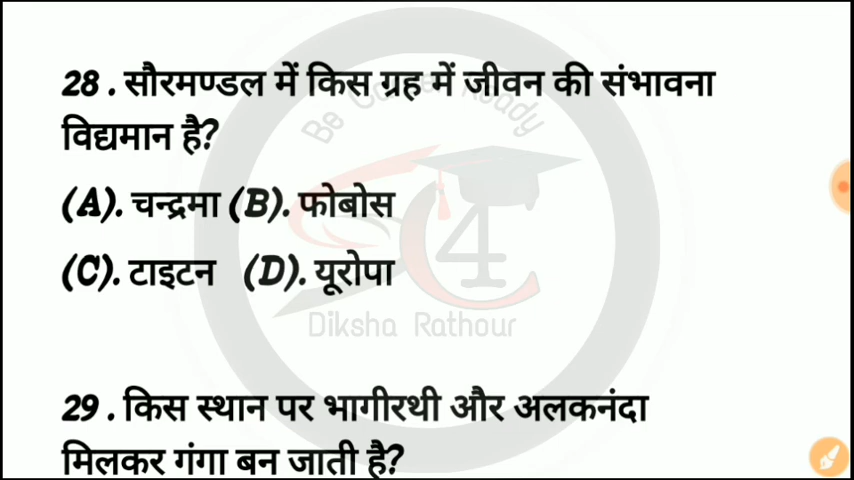 28 . सौरमण्डल में किस ग्रह में जीवन की संभावना
विद्यमान है?
(A). चन्द्रमा (B). फोबोस
(C). टाइटन (D). यूरोपा
Diksha Rathour
29 . किस स्थान पर भागीरथी और अलकनंदा
मिलकर गंगा बन जाती है?